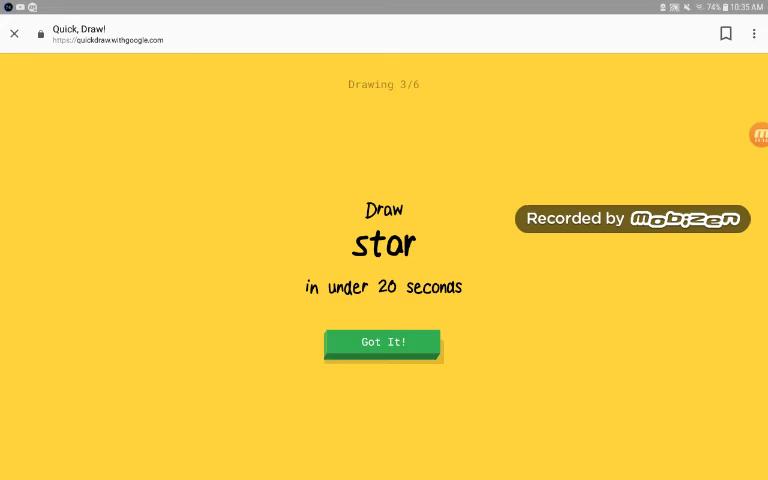 74% 10:35 AM
Quick, Draw!
https://quickdraw.withgoogle.com
Drawing 3/6
Draw
star
in under 20 seconds
Got It!
Recorded by mobizen